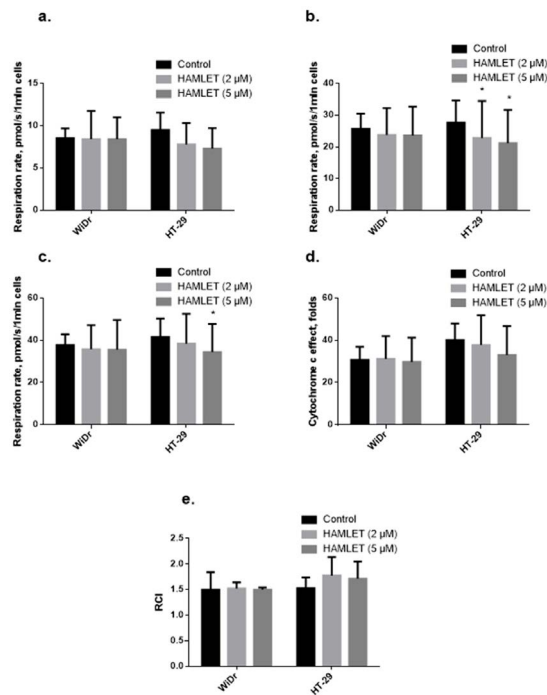 a.
Respiration rate, pmol/s/1mln cells
15
10
5
0
Control
HAMLET (2 µM)
HAMLET (5 µM)
WiDr
HT-29
b.
Respiration rate, pmol/s/1mln cells
40
30
20
10
0
Control
HAMLET (2 µM)
HAMLET (5 µM)
*
*
WiDr
HT-29
c.
Respiration rate, pmol/s/1mln cells
60
40
20
0
Control
HAMLET (2 µM)
HAMLET (5 µM)
*
WiDr
HT-29
d.
Cytochrome c effect, folds
60
40
20
0
Control
HAMLET (2 µM)
HAMLET (5 µM)
WiDr
HT-29
e.
RCI
2.5
2.0
1.5
1.0
0.5
0.0
Control
HAMLET (2 µM)
HAMLET (5 µM)
WiDr
HT-29